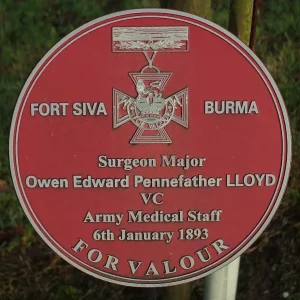 FORT SIVA BURMA
Surgeon Major
Owen Edward Pennefather LLOYD
VC
Army Medical Staff
6th January 1893
FOR VALOUR